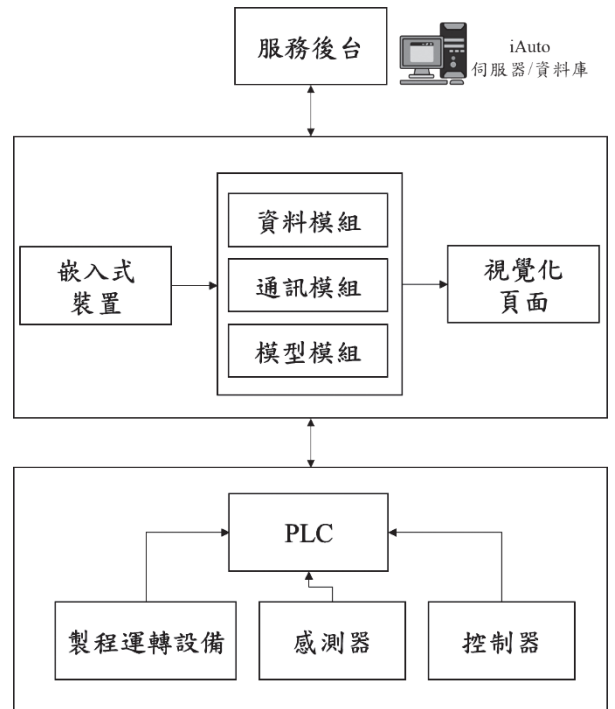 服務後台
iAuto
伺服器/資料庫
資料模組
嵌入式
裝置
通訊模組
視覺化
頁面
模型模組
PLC
製程運轉設備
感測器
控制器